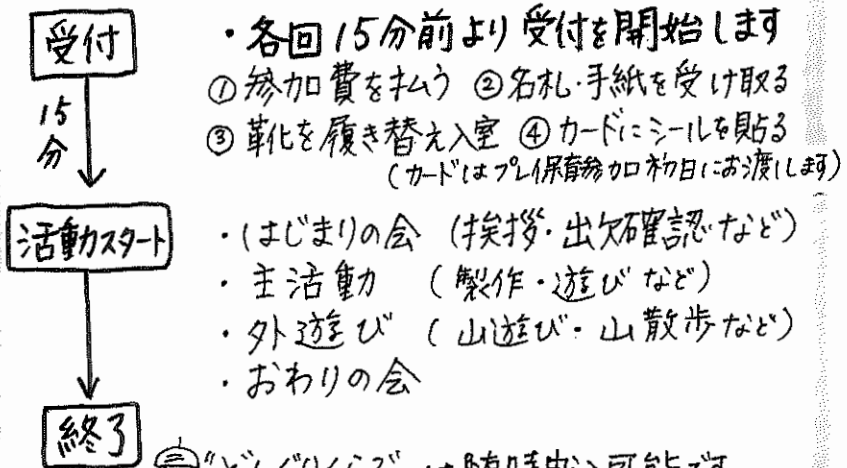 受付
・各回15分前より受付を開始します
①参加費を払う ②名札・手紙を受け取る
15分
③靴を履き替え入室 ④カードにシールを貼る
(カードはプレイ保育参加初日にお渡しします)
活動スタート
・はじまりの会 (挨拶・出欠確認など)
・主活動 (製作・遊びなど)
・外遊び (山遊び・山散歩など)
・おわりの会
終了